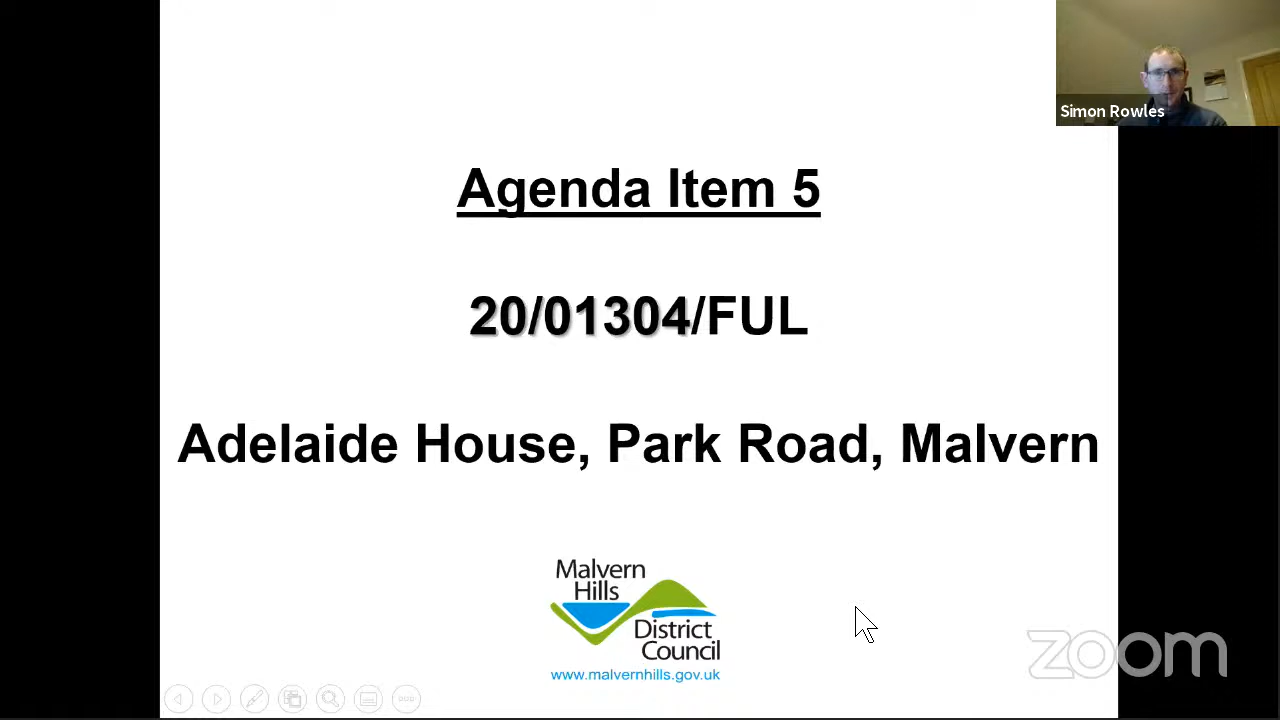 Simon Rowles
Agenda Item 5
20/01304/FUL
Adelaide House, Park Road, Malvern
Malvern
Hills
District
Council
www.malvernhills.gov.uk
zoom